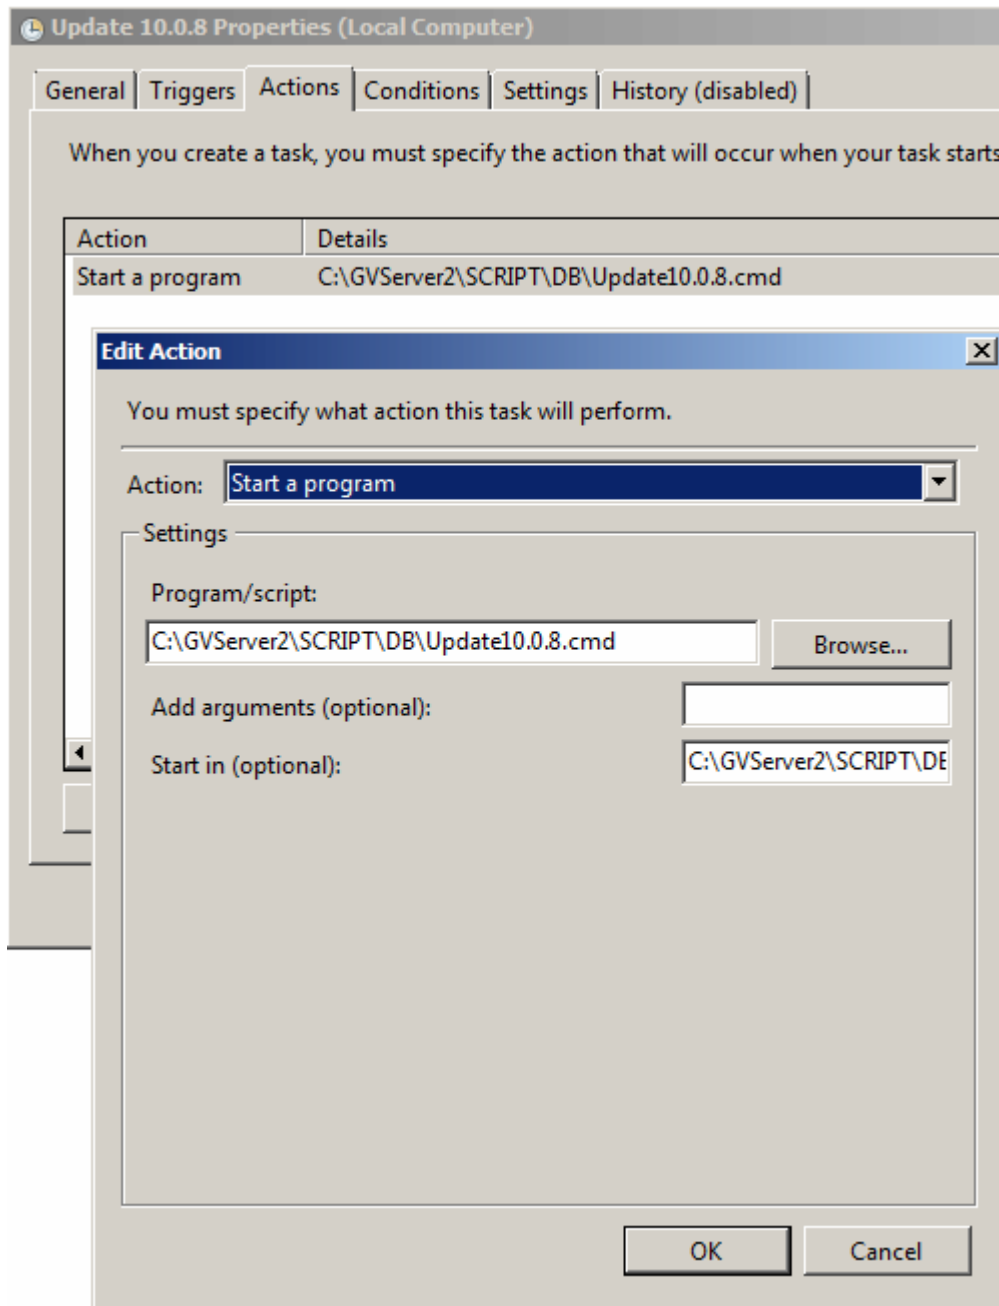 Update 10.0.8 Properties (Local Computer)
General Triggers Actions Conditions Settings History (disabled)
When you create a task, you must specify the action that will occur when your task starts
Action Details
Start a program C:\GVServer2\SCRIPT\DB\Update10.0.8.cmd
Edit Action
You must specify what action this task will perform.
Action: Start a program
Settings
Program/script:
C:\GVServer2\SCRIPT\DB\Update10.0.8.cmd Browse...
Add arguments (optional):
Start in (optional): C:\GVServer2\SCRIPT\DE
OK Cancel